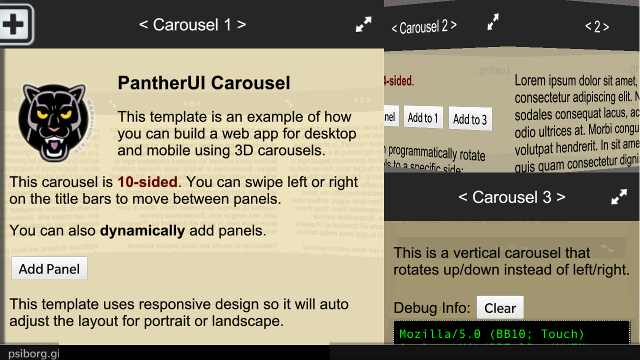 < Carousel 1 >
PantherUI Carousel
This template is an example of how
you can build a web app for desktop
and mobile using 3D carousels.
This carousel is 10-sided. You can swipe left or right
on the title bars to move between panels.
You can also dynamically add panels.
Add Panel
This template uses responsive design so it will auto
adjust the layout for portrait or landscape.
psiborg.gi
< Carousel 2 >
< 2 >
-sided.
nel
Add to 1
Add to 3
programmatically rotate
to a specific side:
Lorem ipsum dolor sit amet,
consectetur adipiscing elit. N
sodales consequat lacus, ac
odio ultrices at. Morbi congu
volutpat hendrerit. In sit ame
quam consectetur dignis
< Carousel 3 >
This is a vertical carousel that
rotates up/down instead of left/right.
Debug Info: Clear
Mozilla/5.0 (BB10; Touch)